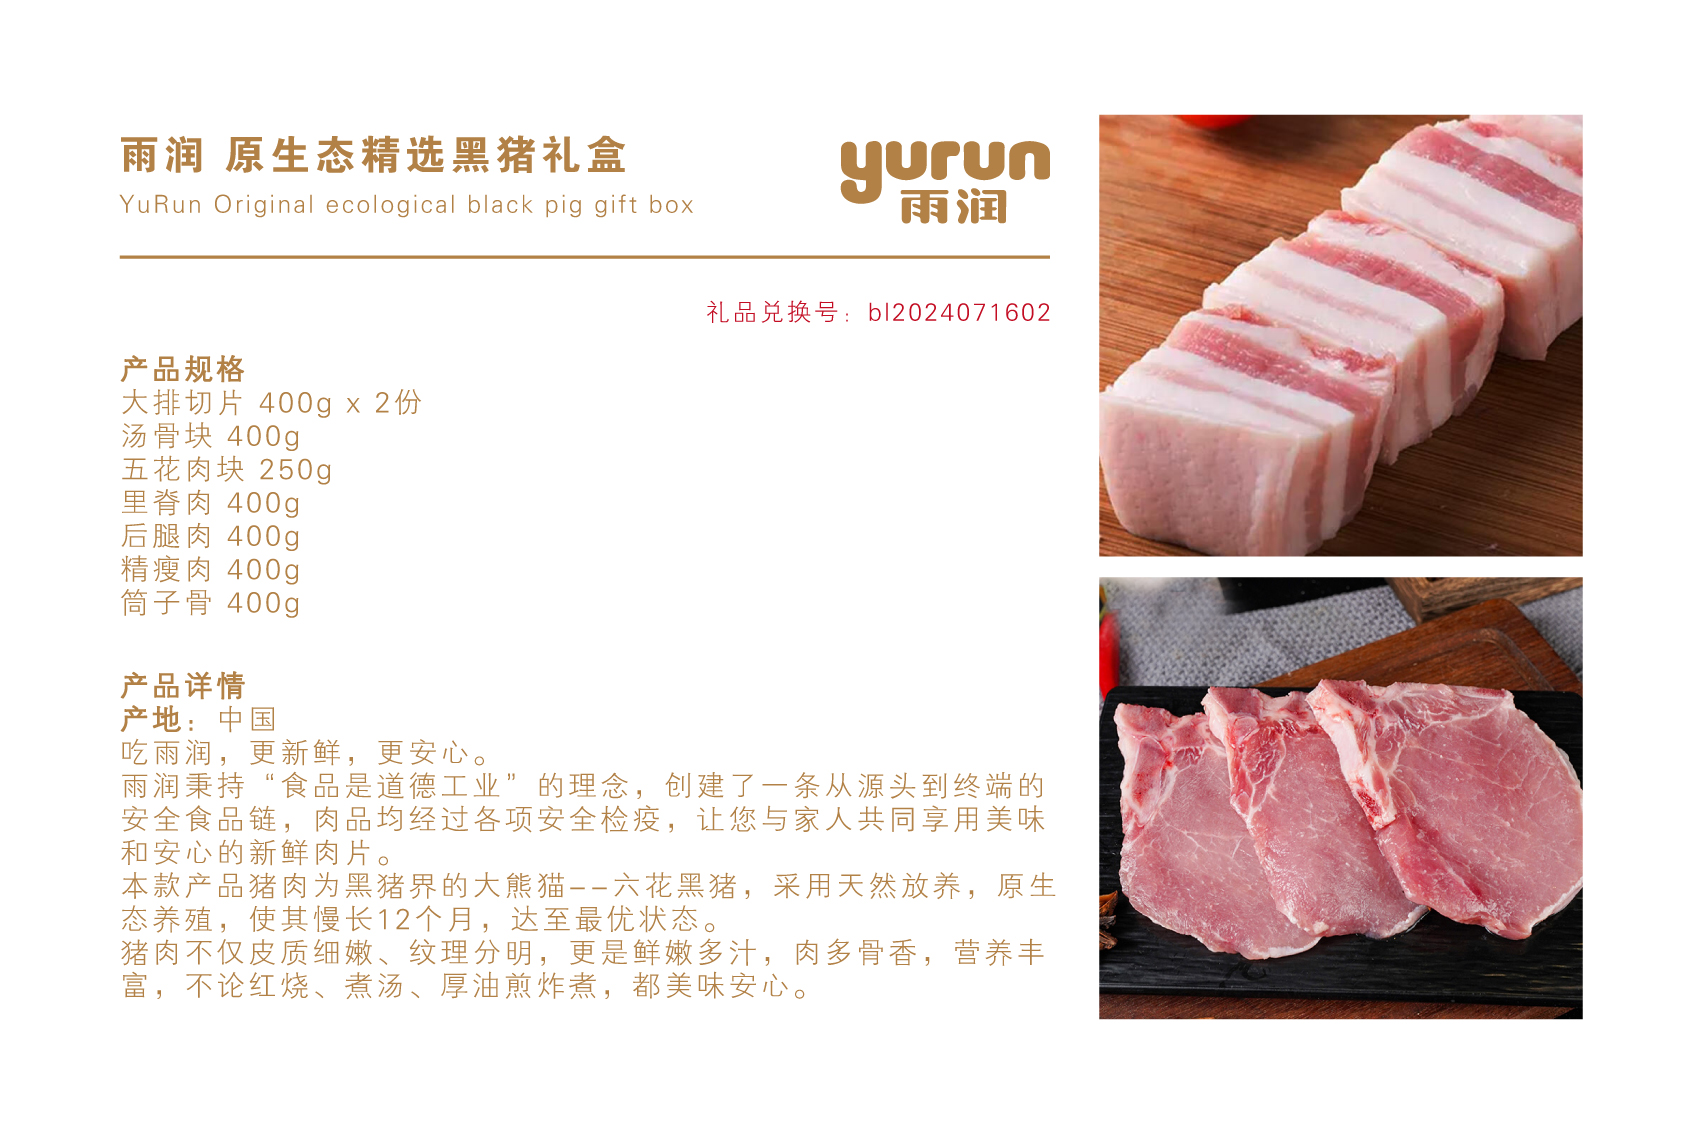 雨润 原生态精选黑猪礼盒
YuRun Original ecological black pig gift box
yurun
雨润
礼品兑换号：bl2024071602
产品规格
大排切片 400g x 2份
汤骨块 400g
五花肉块 250g
里脊肉 400g
后腿肉 400g
精瘦肉 400g
筒子骨 400g
产品详情
产地：中国
吃雨润，更新鲜，更安心。
雨润秉持“食品是道德工业”的理念，创建了一条从源头到终端的
安全食品链，肉品均经过各项安全检疫，让您与家人共同享用美味
和安心的新鲜肉片。
本款产品猪肉为黑猪界的大熊猫--六花黑猪，采用天然放养，原生
态养殖，使其慢长12个月，达至最优状态。
猪肉不仅皮质细嫩、纹理分明，更是鲜嫩多汁，肉多骨香，营养丰
富，不论红烧、煮汤、厚油煎炸煮，都美味安心。